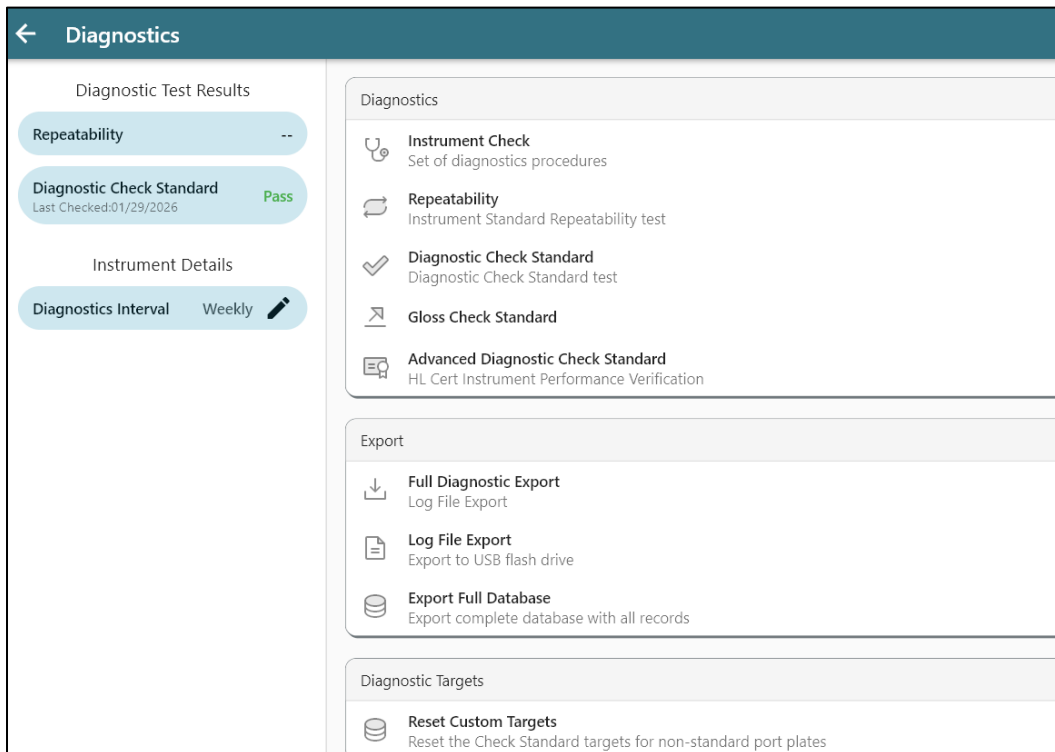 Diagnostics
Diagnostic Test Results
Repeatability --
Diagnostic Check Standard
Last Checked:01/29/2026
Pass
Instrument Details
Diagnostics Interval Weekly
Diagnostics
Instrument Check
Set of diagnostics procedures
Repeatability
Instrument Standard Repeatability test
Diagnostic Check Standard
Diagnostic Check Standard test
Gloss Check Standard
Advanced Diagnostic Check Standard
HL Cert Instrument Performance Verification
Export
Full Diagnostic Export
Log File Export
Log File Export
Export to USB flash drive
Export Full Database
Export complete database with all records
Diagnostic Targets
Reset Custom Targets
Reset the Check Standard targets for non-standard port plates